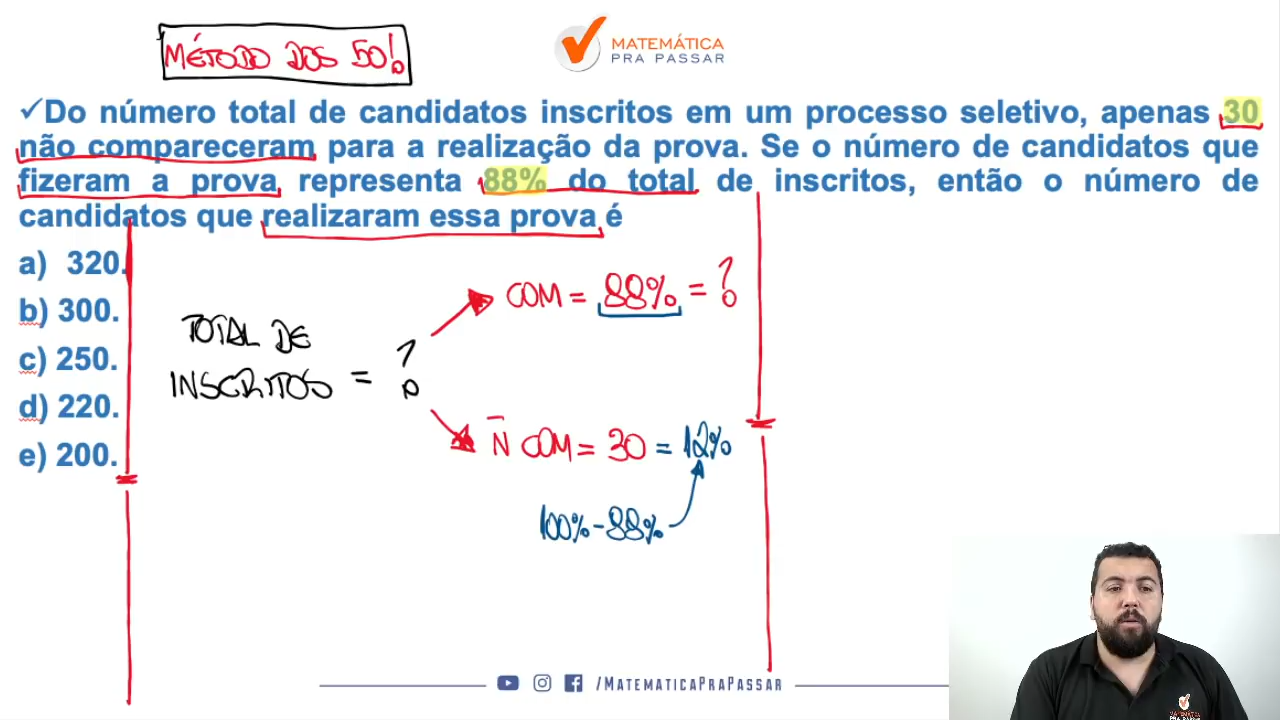 MÉTODO DOS 50!
MATEMÁTICA
PRA PASSAR
✓Do número total de candidatos inscritos em um processo seletivo, apenas 30
não compareceram para a realização da prova. Se o número de candidatos que
fizeram a prova representa 88% do total de inscritos, então o número de
candidatos que realizaram essa prova é
a) 320.
b) 300.
c) 250.
d) 220.
e) 200.
COM = 88% = ?
TOTAL DE
INSCRITOS = ?
Ñ COM = 30 = 12%
100% - 88%
/MATEMATICAPRAPASSAR
MATEMÁTICA
PRA PASSAR